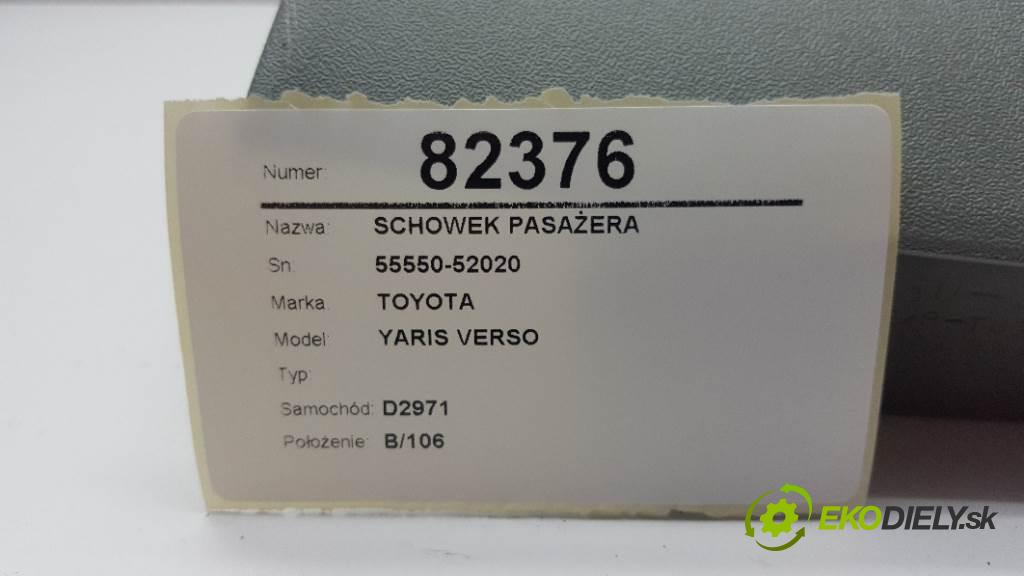 Numer: 82376
Nazwa: SCHOWEK PASAŻERA
Sn: 55550-52020
Marka: TOYOTA
Model: YARIS VERSO
Typ:
Samochód: D2971
Położenie: B/106
EKODIELY.sk